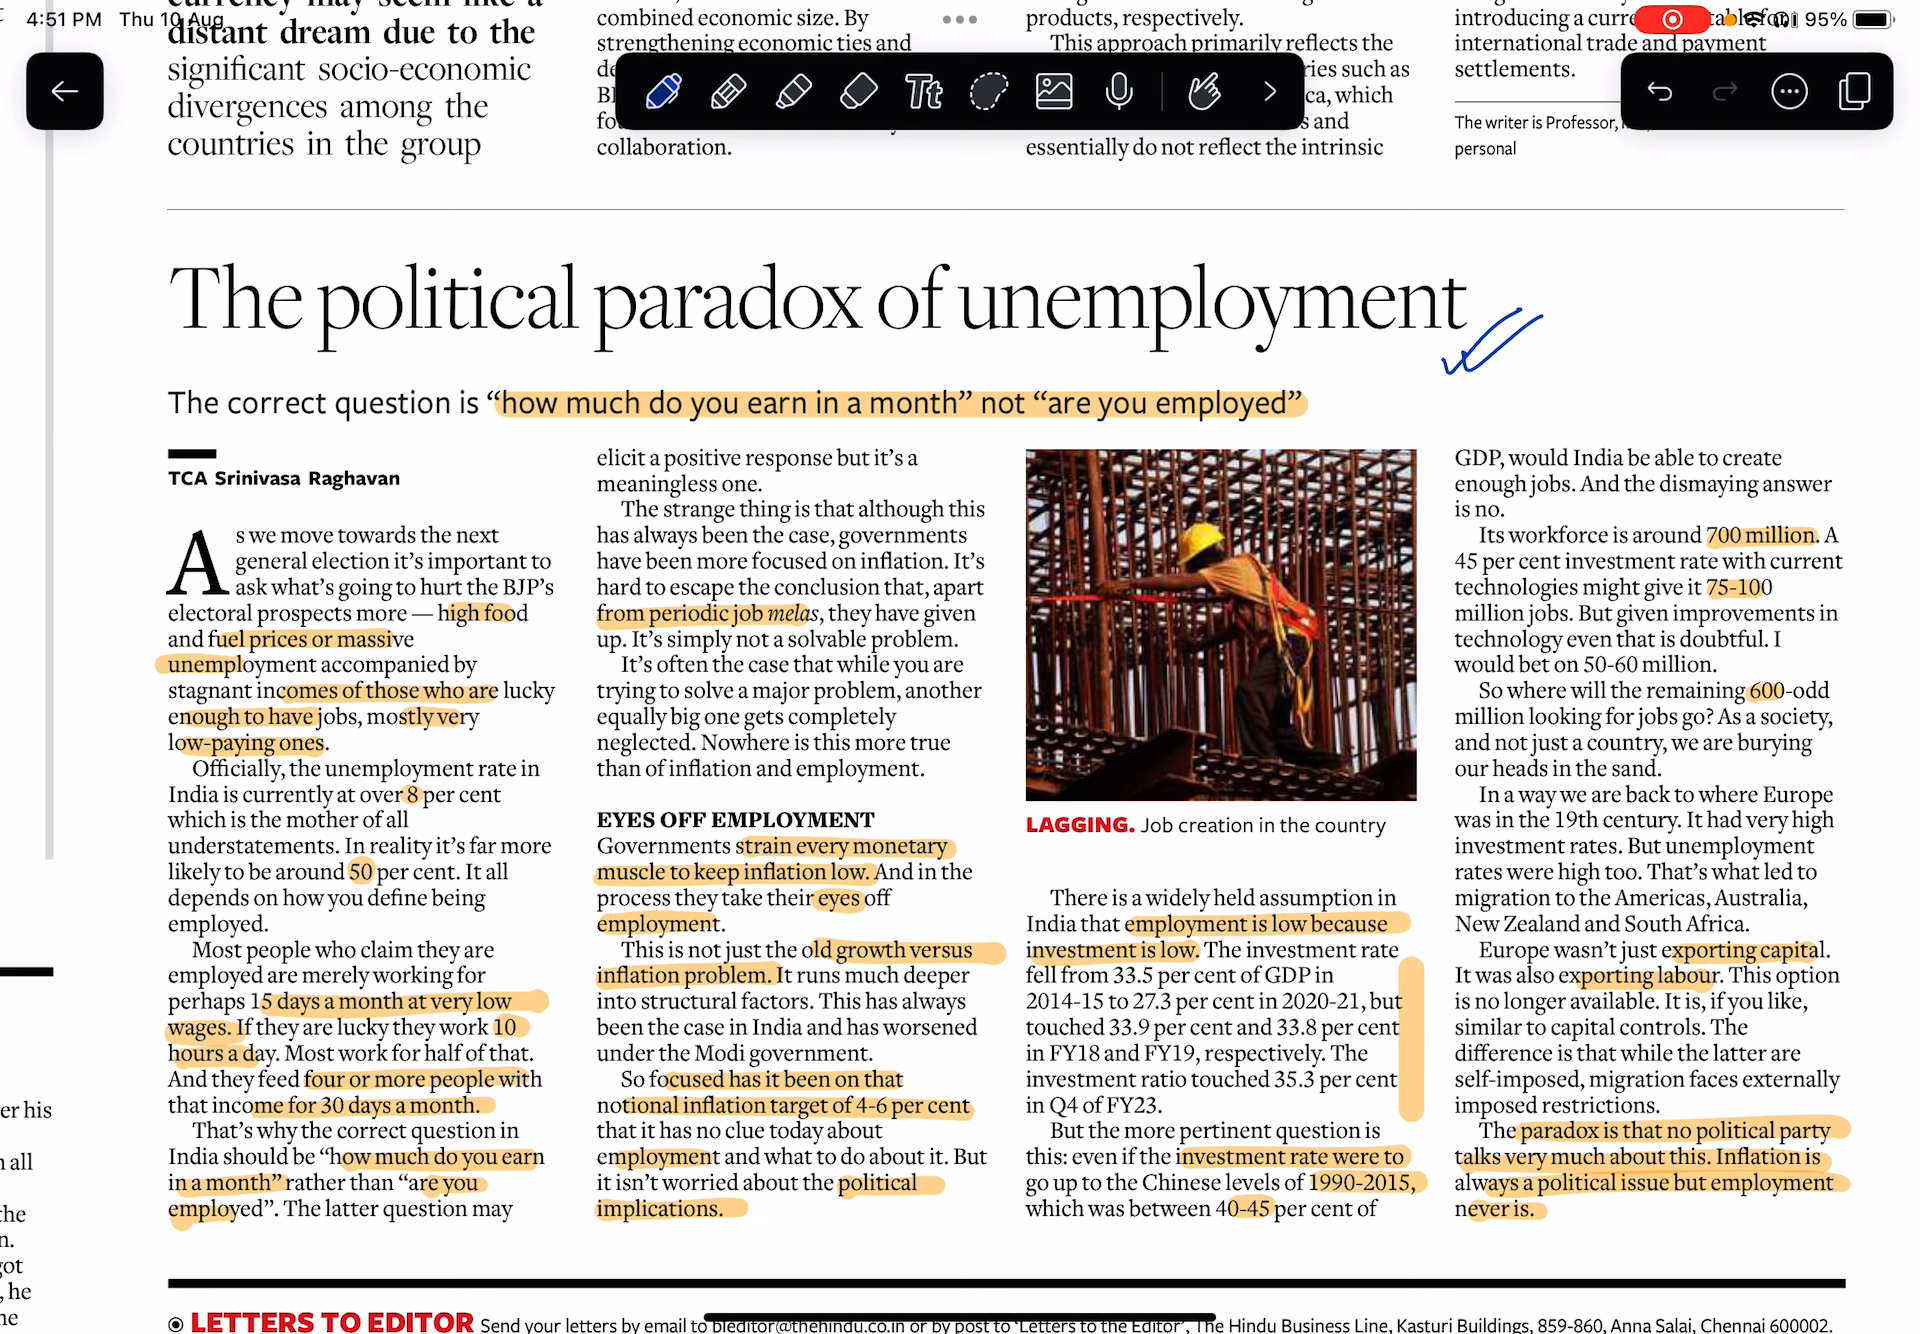 4:51 PM Thu 10 Aug
95%
currency may seem like a
distant dream due to the
significant socio-economic
divergences among the
countries in the group
combined economic size. By
strengthening economic ties and
collaboration.
products, respectively.
This approach primarily reflects the
essentially do not reflect the intrinsic
international trade and payment
settlements.
The writer is Professor,
personal
Tt
The political paradox of unemployment
The correct question is “how much do you earn in a month” not “are you employed”
TCA Srinivasa Raghavan
As we move towards the next
general election it’s important to
ask what’s going to hurt the BJP’s
electoral prospects more — high food
and fuel prices or massive
unemployment accompanied by
stagnant incomes of those who are lucky
enough to have jobs, mostly very
low-paying ones.
Officially, the unemployment rate in
India is currently at over 8 per cent
which is the mother of all
understatements. In reality it’s far more
likely to be around 50 per cent. It all
depends on how you define being
employed.
Most people who claim they are
employed are merely working for
perhaps 15 days a month at very low
wages. If they are lucky they work 10
hours a day. Most work for half of that.
And they feed four or more people with
that income for 30 days a month.
That’s why the correct question in
India should be “how much do you earn
in a month” rather than “are you
employed”. The latter question may
elicit a positive response but it’s a
meaningless one.
The strange thing is that although this
has always been the case, governments
have been more focused on inflation. It’s
hard to escape the conclusion that, apart
from periodic job melas, they have given
up. It’s simply not a solvable problem.
It’s often the case that while you are
trying to solve a major problem, another
equally big one gets completely
neglected. Nowhere is this more true
than of inflation and employment.
EYES OFF EMPLOYMENT
Governments strain every monetary
muscle to keep inflation low. And in the
process they take their eyes off
employment.
This is not just the old growth versus
inflation problem. It runs much deeper
into structural factors. This has always
been the case in India and has worsened
under the Modi government.
So focused has it been on that
notional inflation target of 4-6 per cent
that it has no clue today about
employment and what to do about it. But
it isn’t worried about the political
implications.
LAGGING. Job creation in the country
There is a widely held assumption in
India that employment is low because
investment is low. The investment rate
fell from 33.5 per cent of GDP in
2014-15 to 27.3 per cent in 2020-21, but
touched 33.9 per cent and 33.8 per cent
in FY18 and FY19, respectively. The
investment ratio touched 35.3 per cent
in Q4 of FY23.
But the more pertinent question is
this: even if the investment rate were to
go up to the Chinese levels of 1990-2015,
which was between 40-45 per cent of
GDP, would India be able to create
enough jobs. And the dismaying answer
is no.
Its workforce is around 700 million. A
45 per cent investment rate with current
technologies might give it 75-100
million jobs. But given improvements in
technology even that is doubtful. I
would bet on 50-60 million.
So where will the remaining 600-odd
million looking for jobs go? As a society,
and not just a country, we are burying
our heads in the sand.
In a way we are back to where Europe
was in the 19th century. It had very high
investment rates. But unemployment
rates were high too. That’s what led to
migration to the Americas, Australia,
New Zealand and South Africa.
Europe wasn’t just exporting capital.
It was also exporting labour. This option
is no longer available. It is, if you like,
similar to capital controls. The
difference is that while the latter are
self-imposed, migration faces externally
imposed restrictions.
The paradox is that no political party
talks very much about this. Inflation is
always a political issue but employment
never is.
er his
all
the
n.
got
, he
LETTERS TO EDITOR Send your letters by email to bleditor@thehindu.co.in or by post to ‘Letters to the Editor’, The Hindu Business Line, Kasturi Buildings, 859-860, Anna Salai, Chennai 600002.